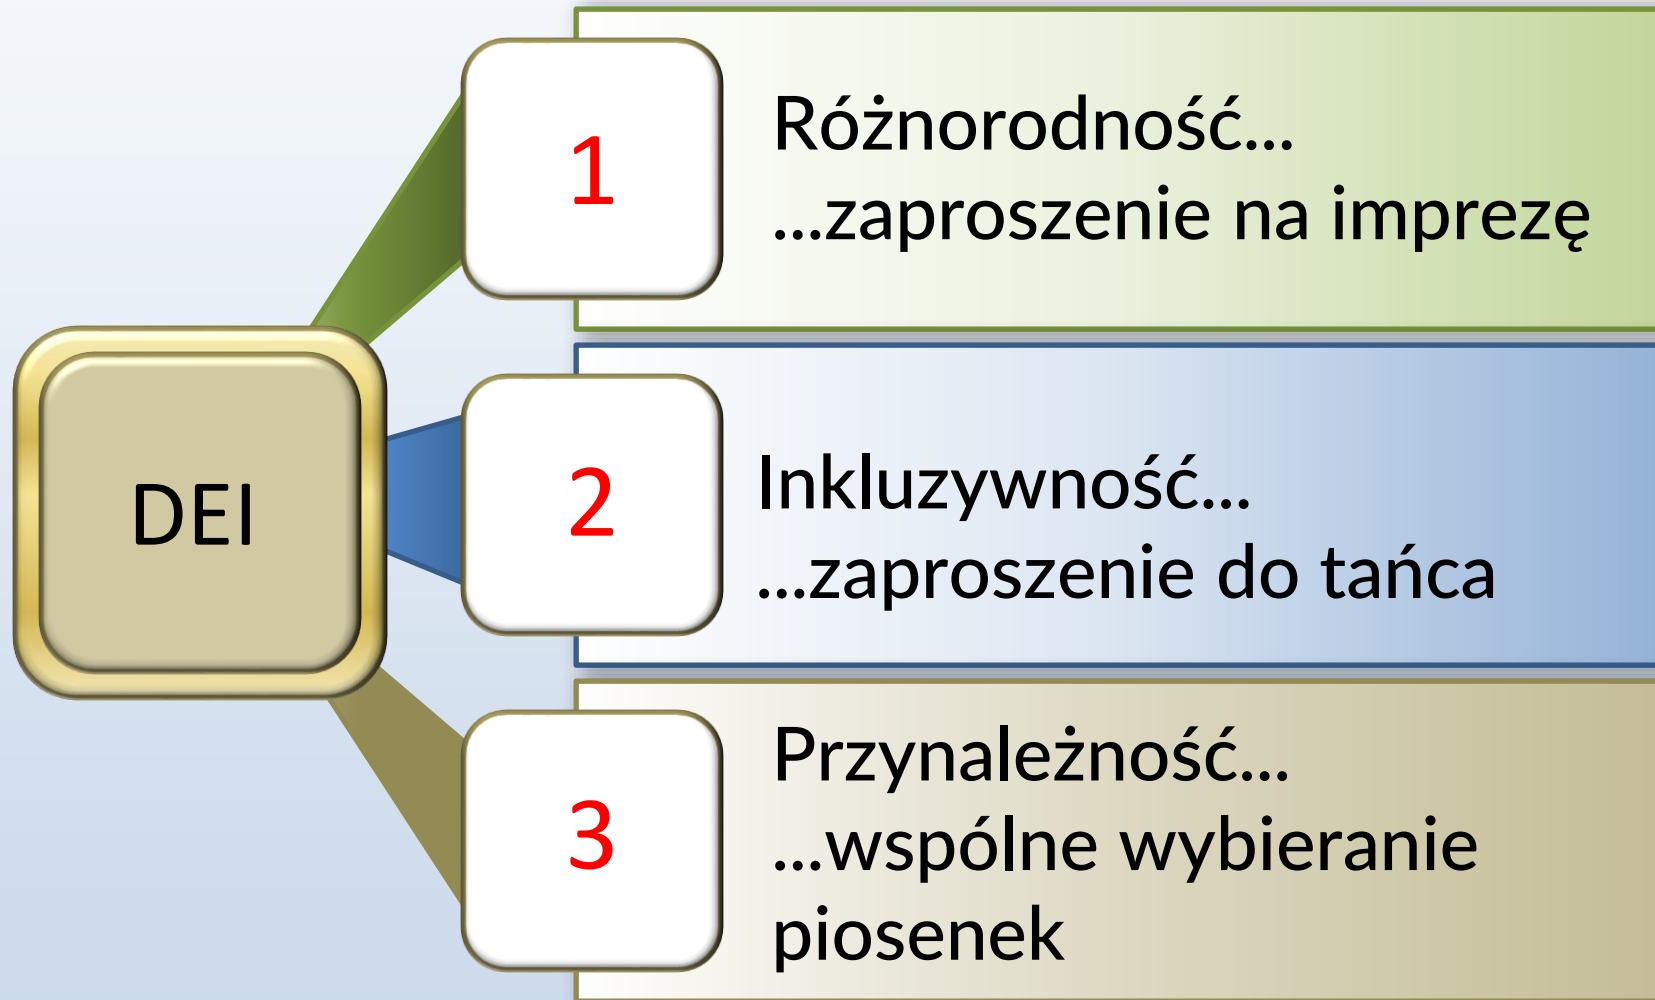 DEI
1
Różnorodność...
...zaproszenie na imprezę
2
Inkluzywność...
...zaproszenie do tańca
3
Przynależność...
...wspólne wybieranie
piosenek